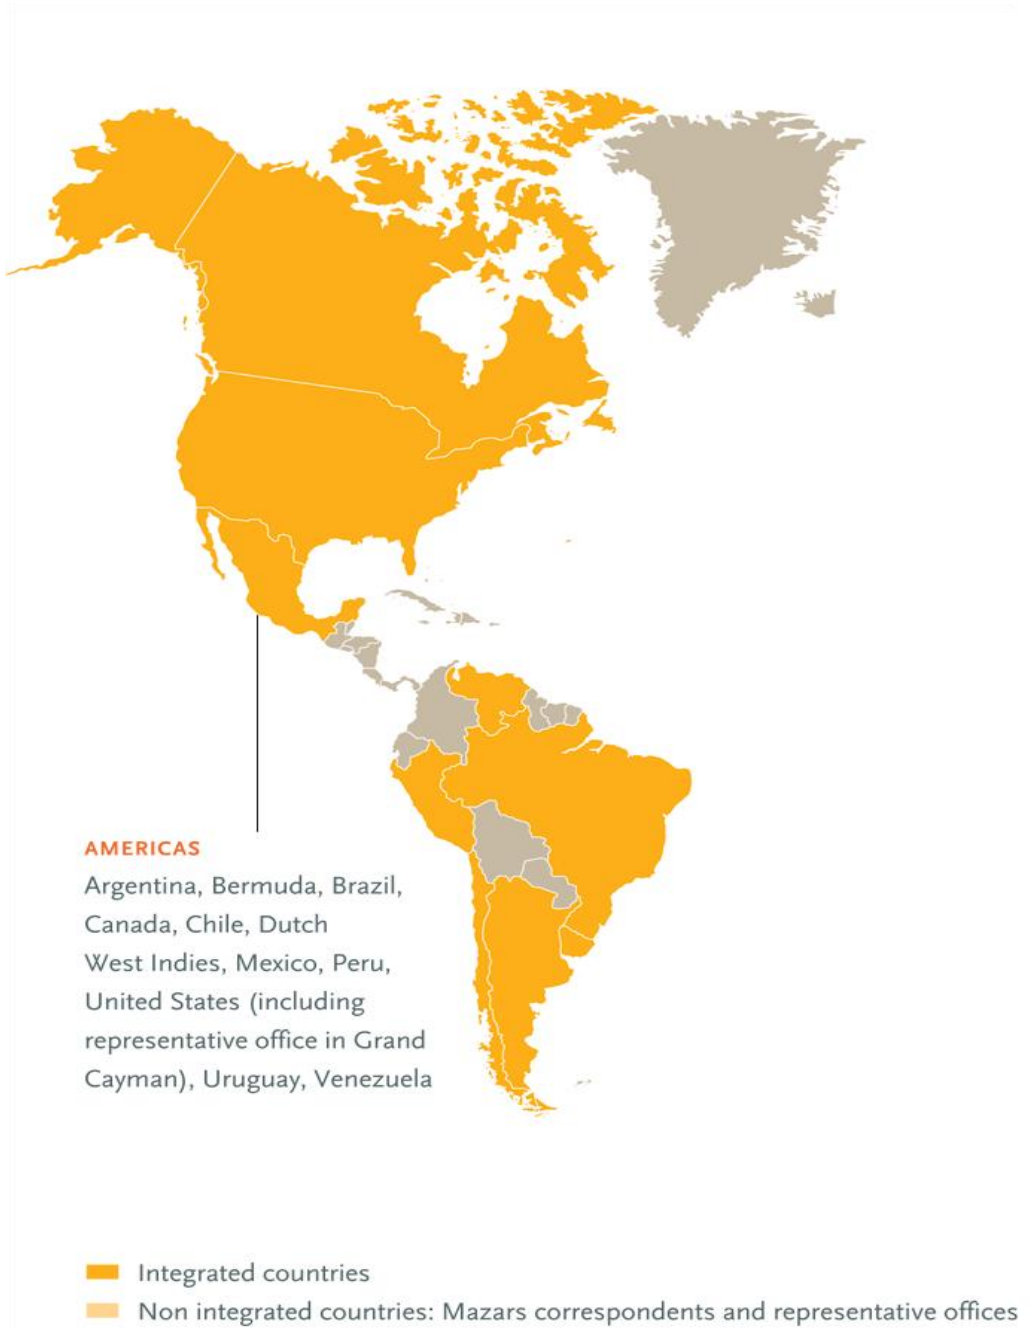 AMERICAS
Argentina, Bermuda, Brazil,
Canada, Chile, Dutch
West Indies, Mexico, Peru,
United States (including
representative office in Grand
Cayman), Uruguay, Venezuela
Integrated countries
Non integrated countries: Mazars correspondents and representative offices